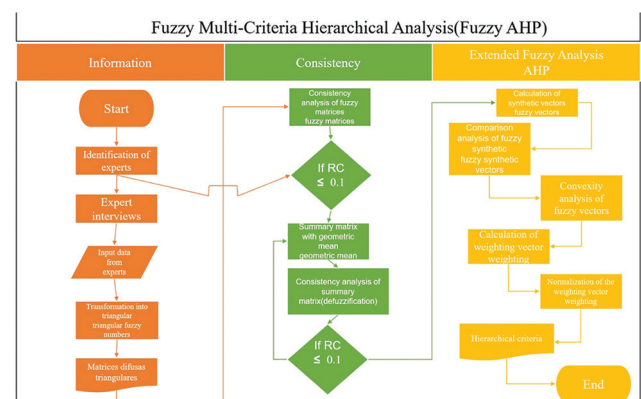 Fuzzy Multi-Criteria Hierarchical Analysis(Fuzzy AHP)
Information
Start
Identification of
experts
Expert
interviews
Input data
from
experts
Transformation into
triangular
triangular fuzzy
numbers
Matrices difusas
triangulares
Consistency
Consistency
analysis of fuzzy
matrices
fuzzy matrices
If RC
≤ 0.1
Summary matrix
with geometric
mean
geometric mean
Consistency analysis of
summary
matrix(defuzzification)
If RC
≤ 0.1
Extended Fuzzy Analysis
AHP
Calculation of
synthetic vectors
fuzzy vectors
Comparison
analysis of fuzzy
synthetic
fuzzy synthetic
vectors
Convexity
analysis of
fuzzy vectors
Calculation of
weighting vector
weighting
Normalization of the
weighting vector
weighting
Hierarchical criteria
End